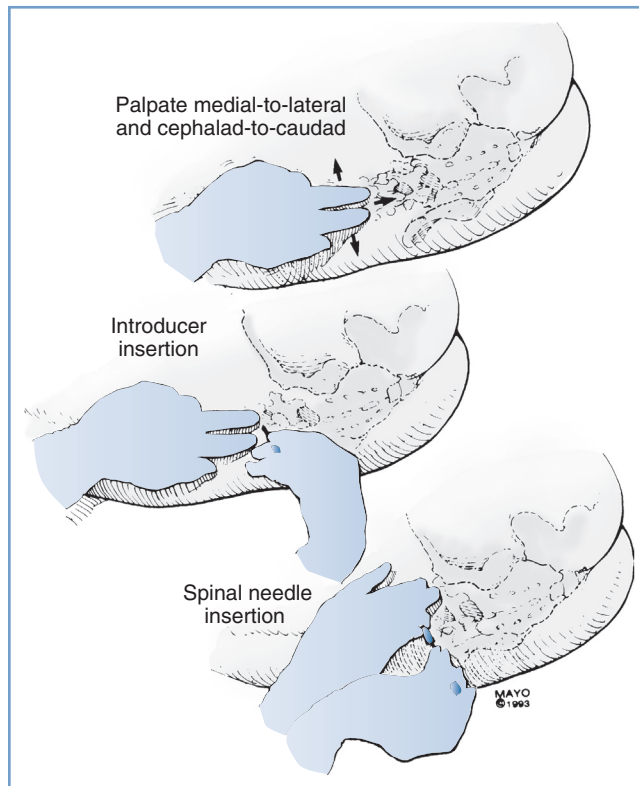 Palpate medial-to-lateral
and cephalad-to-caudad
Introducer
insertion
Spinal needle
insertion
MAYO
©1993